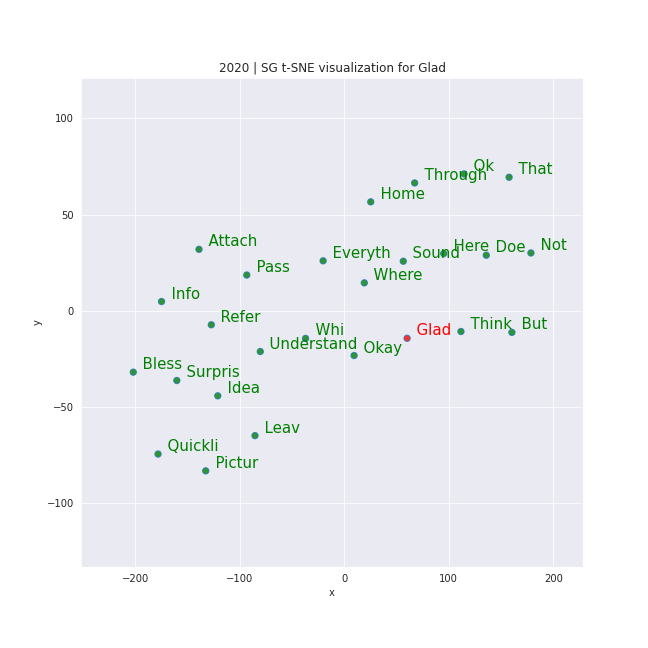 2020 | SG t-SNE visualization for Glad
100
50
0
−50
−100
y
Ok
Through
That
Home
Attach
Everyth
Sound
Here
Doe
Not
Pass
Where
Info
Refer
Whi
Glad
Think
But
Understand
Okay
Bless
Surpris
Idea
Leav
Quickli
Pictur
−200
−100
0
100
200
x